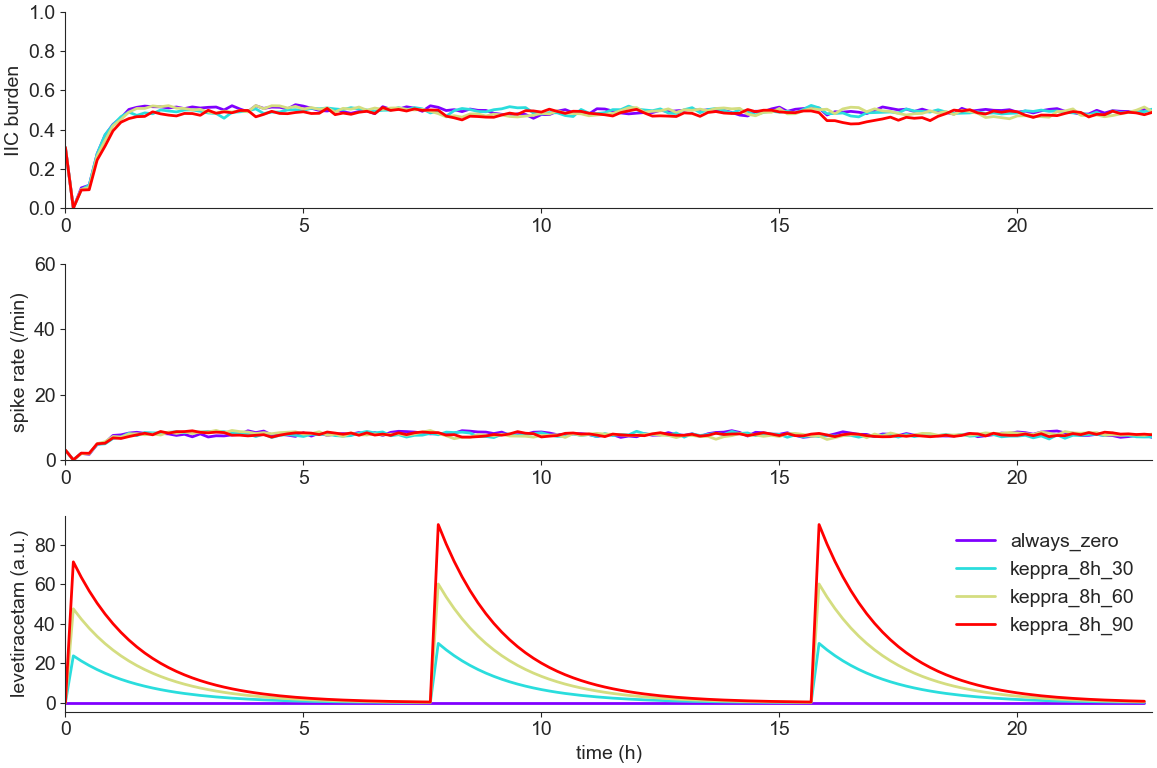 IIC burden
1.0
0.8
0.6
0.4
0.2
0.0
0 5 10 15 20
spike rate (/min)
60
40
20
0
0 5 10 15 20
levetiracetam (a.u.)
80
60
40
20
0
always_zero
keppra_8h_30
keppra_8h_60
keppra_8h_90
0 5 10 15 20
time (h)